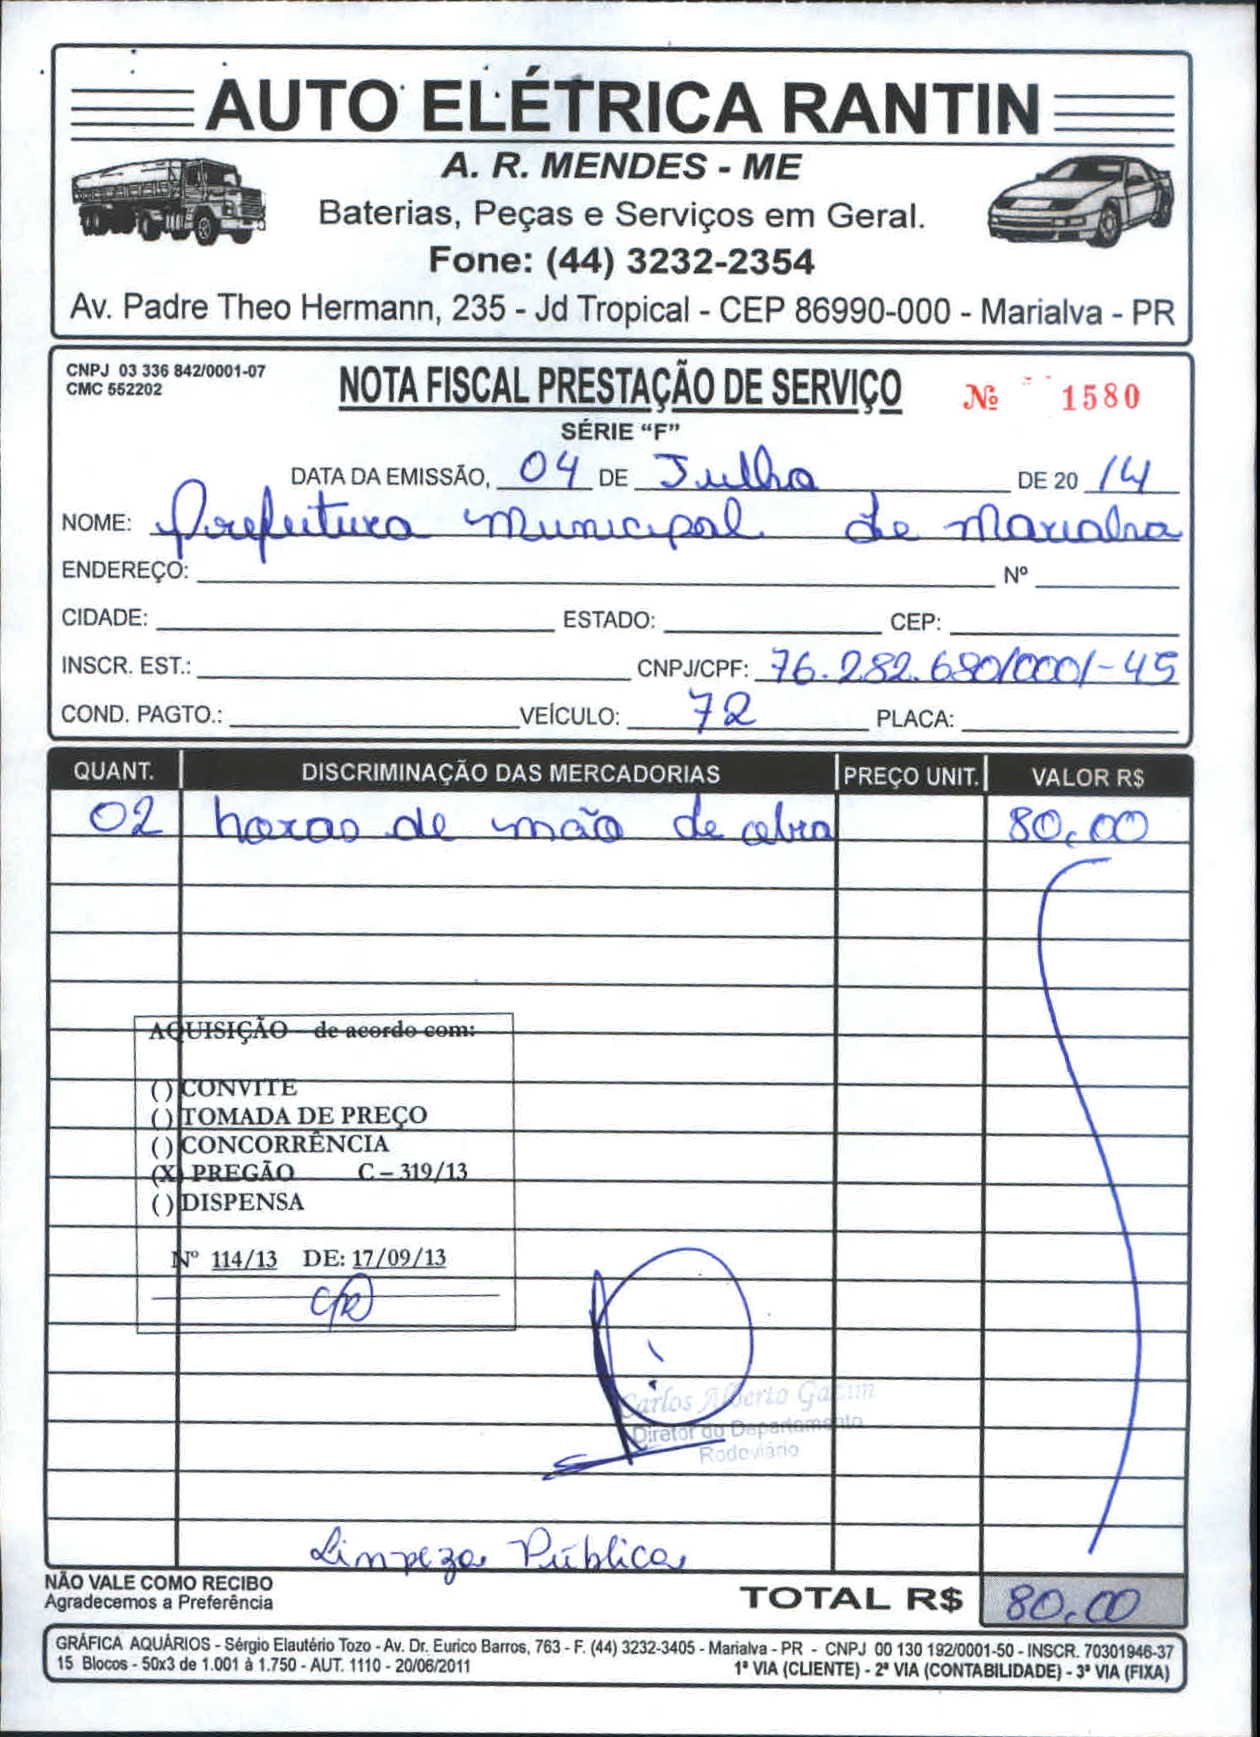 AUTO ELÉTRICA RANTIN
A. R. MENDES - ME
Baterias, Peças e Serviços em Geral.
Fone: (44) 3232-2354
Av. Padre Theo Hermann, 235 - Jd Tropical - CEP 86990-000 - Marialva - PR
CNPJ 03 336 842/0001-07
CMC 552202
NOTA FISCAL PRESTAÇÃO DE SERVIÇO Nº 1580
SÉRIE “F”
DATA DA EMISSÃO, 04 DE Julho DE 20 14
NOME: Prefeitura Municipal de Marialva
ENDEREÇO: Nº
CIDADE: ESTADO: CEP:
INSCR. EST.: CNPJ/CPF: 76.282.680/0001-45
COND. PAGTO.: VEÍCULO: 72 PLACA:
QUANT. DISCRIMINAÇÃO DAS MERCADORIAS PREÇO UNIT. VALOR R$
02 horas de mão de obra 80,00
AQUISIÇÃO de acordo com:
( ) CONVITE
( ) TOMADA DE PREÇO
( ) CONCORRÊNCIA
(X) PREGÃO C – 319/13
( ) DISPENSA
Nº 114/13 DE: 17/09/13
Carlos Alberto
Diretor do Departamento
Rodoviário
Limpeza Pública
NÃO VALE COMO RECIBO
Agradecemos a Preferência
TOTAL R$ 80,00
GRÁFICA AQUÁRIOS - Sérgio Elautério Tozo - Av. Dr. Eurico Barros, 763 - F. (44) 3232-3405 - Marialva - PR - CNPJ 00 130 192/0001-50 - INSCR. 70301946-37
15 Blocos - 50x3 de 1.001 à 1.750 - AUT. 1110 - 20/06/2011 1ª VIA (CLIENTE) - 2ª VIA (CONTABILIDADE) - 3ª VIA (FIXA)